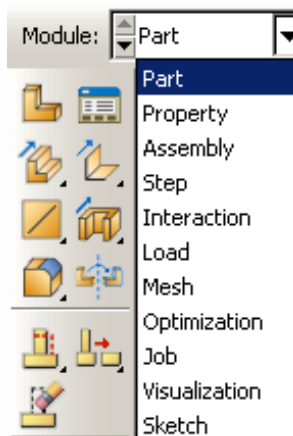 Module: Part
Part
Property
Assembly
Step
Interaction
Load
Mesh
Optimization
Job
Visualization
Sketch